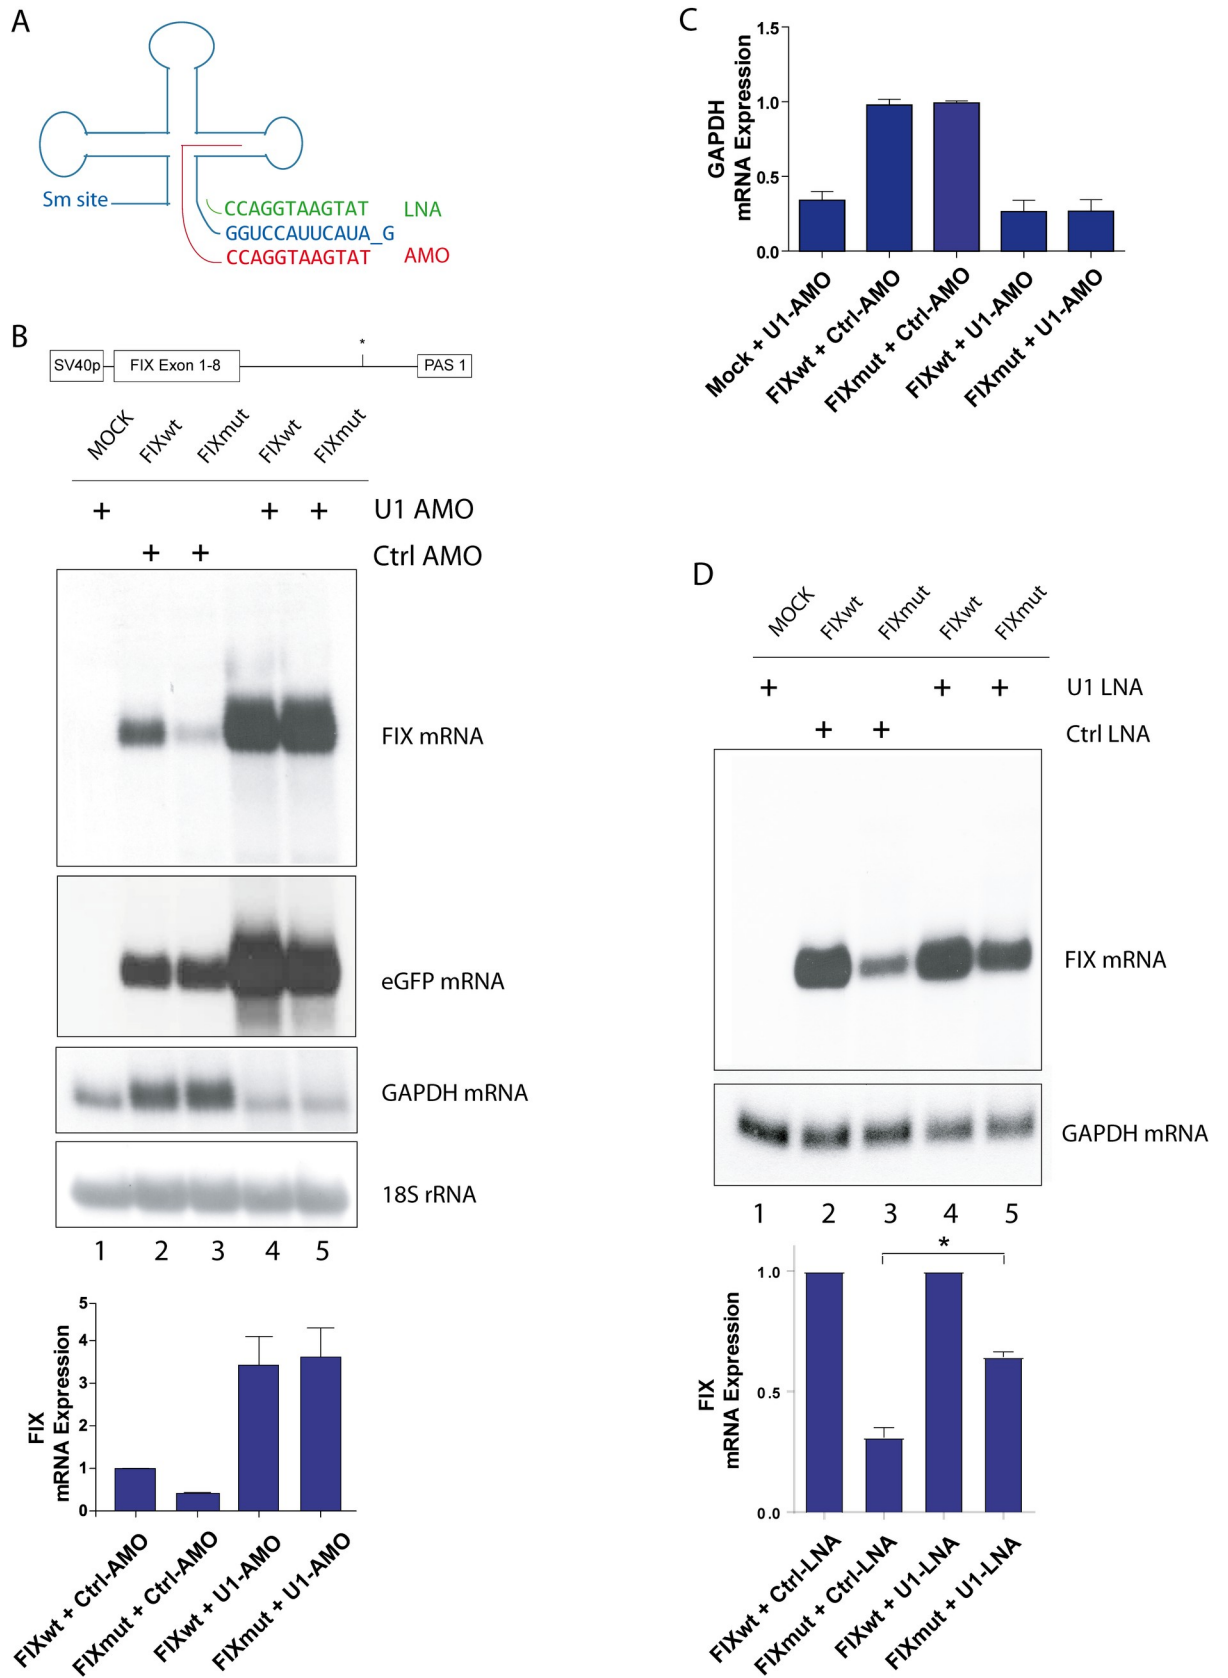 A
Sm site
CCAGGTAAGTAT LNA
GGUCCAUUCAUA_G
CCAGGTAAGTAT AMO
B
*
SV40p FIX Exon 1-8 PAS 1
MOCK FIXwt FIXmut FIXwt FIXmut
+ + + U1 AMO
+ + Ctrl AMO
FIX mRNA
eGFP mRNA
GAPDH mRNA
18S rRNA
1 2 3 4 5
FIX
mRNA Expression
5
4
3
2
1
0
FIXwt + Ctrl-AMO
FIXmut + Ctrl-AMO
FIXwt + U1-AMO
FIXmut + U1-AMO
C
GAPDH
mRNA Expression
1.5
1.0
0.5
0.0
Mock + U1-AMO
FIXwt + Ctrl-AMO
FIXmut + Ctrl-AMO
FIXwt + U1-AMO
FIXmut + U1-AMO
D
MOCK FIXwt FIXmut FIXwt FIXmut
+ + + U1 LNA
+ + Ctrl LNA
FIX mRNA
GAPDH mRNA
1 2 3 4 5
*
FIX
mRNA Expression
1.0
0.5
0.0
FIXwt + Ctrl-LNA
FIXmut + Ctrl-LNA
FIXwt + U1-LNA
FIXmut + U1-LNA